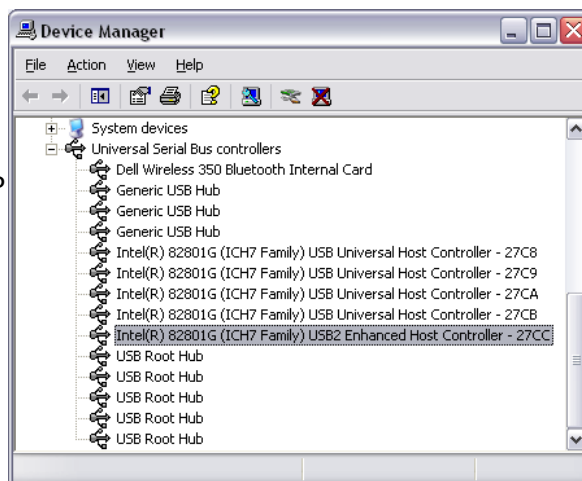 Device Manager
File Action View Help
System devices
Universal Serial Bus controllers
Dell Wireless 350 Bluetooth Internal Card
Generic USB Hub
Generic USB Hub
Generic USB Hub
Intel(R) 82801G (ICH7 Family) USB Universal Host Controller - 27C8
Intel(R) 82801G (ICH7 Family) USB Universal Host Controller - 27C9
Intel(R) 82801G (ICH7 Family) USB Universal Host Controller - 27CA
Intel(R) 82801G (ICH7 Family) USB Universal Host Controller - 27CB
Intel(R) 82801G (ICH7 Family) USB2 Enhanced Host Controller - 27CC
USB Root Hub
USB Root Hub
USB Root Hub
USB Root Hub
USB Root Hub